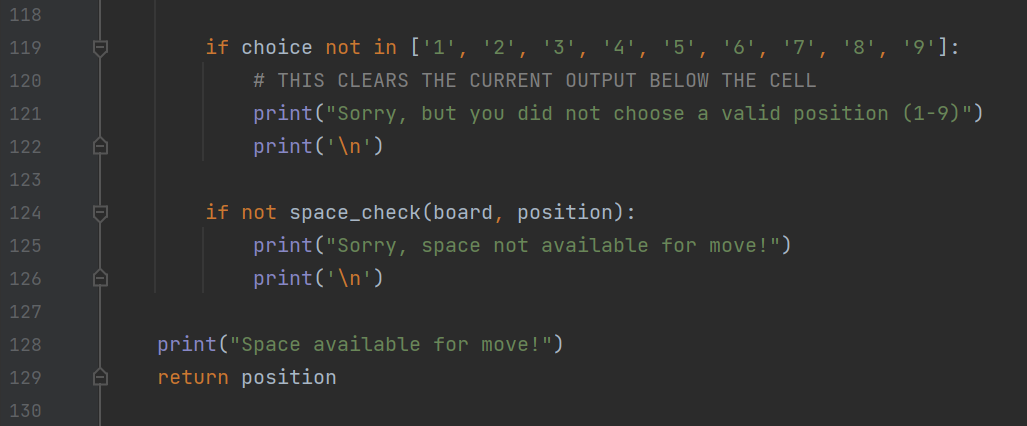 118
119 if choice not in ['1', '2', '3', '4', '5', '6', '7', '8', '9']:
120 # THIS CLEARS THE CURRENT OUTPUT BELOW THE CELL
121 print("Sorry, but you did not choose a valid position (1-9)")
122 print('\n')
123
124 if not space_check(board, position):
125 print("Sorry, space not available for move!")
126 print('\n')
127
128 print("Space available for move!")
129 return position
130